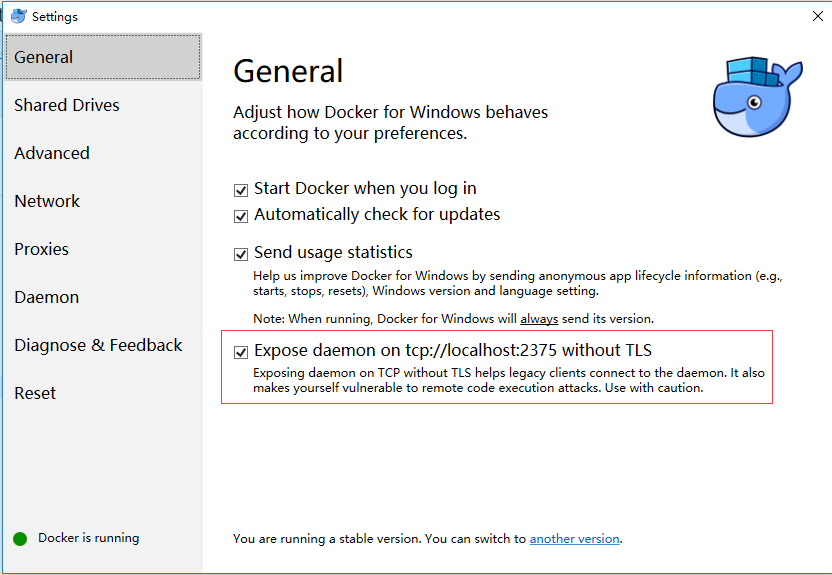 Settings
General
Shared Drives
Advanced
Network
Proxies
Daemon
Diagnose & Feedback
Reset
Docker is running
General
Adjust how Docker for Windows behaves
according to your preferences.
Start Docker when you log in
Automatically check for updates
Send usage statistics
Help us improve Docker for Windows by sending anonymous app lifecycle information (e.g.,
starts, stops, resets), Windows version and language setting.
Note: When running, Docker for Windows will always send its version.
Expose daemon on tcp://localhost:2375 without TLS
Exposing daemon on TCP without TLS helps legacy clients connect to the daemon. It also
makes yourself vulnerable to remote code execution attacks. Use with caution.
You are running a stable version. You can switch to another version.